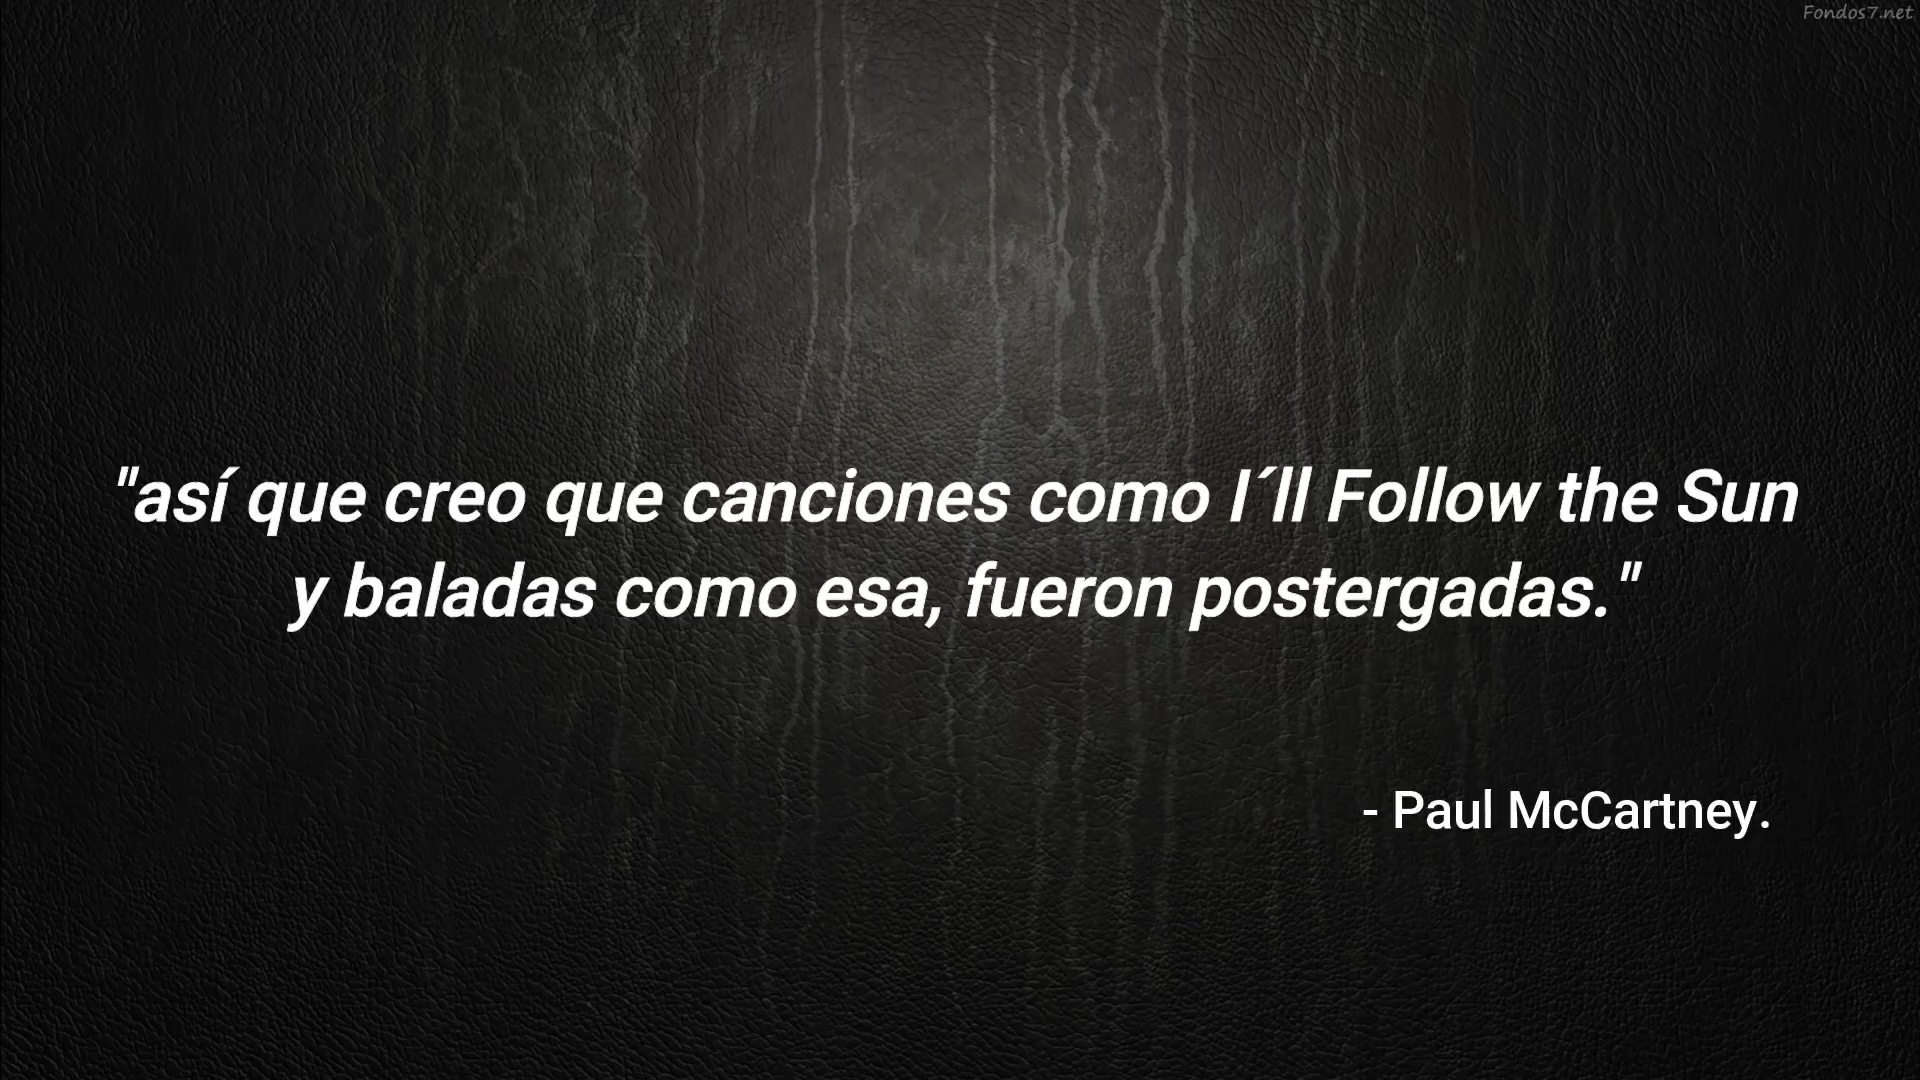 Fondos7.net
"así que creo que canciones como I´ll Follow the Sun
y baladas como esa, fueron postergadas."
- Paul McCartney.